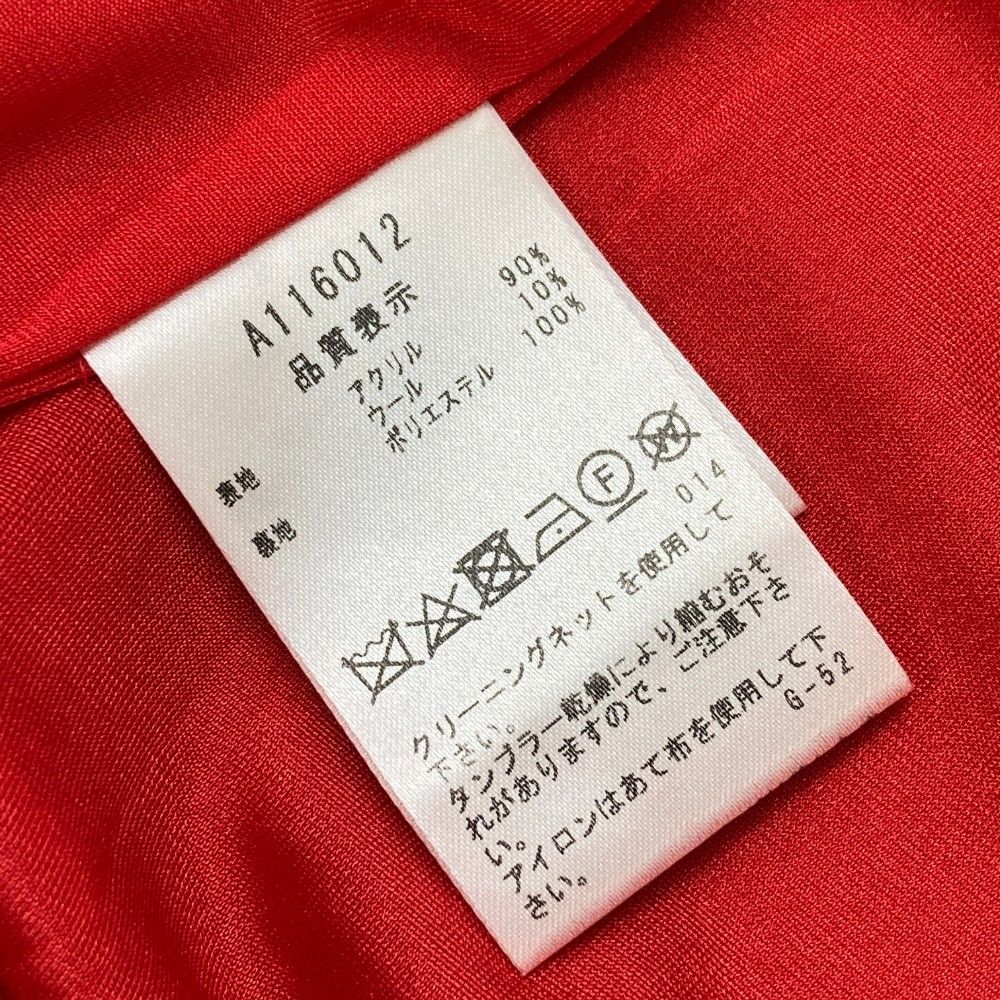 A116012
品質表示
表地 アクリル 90%
ウール 10%
裏地 ポリエステル 100%
F W
014
クリーニングネットを使用して
下さい。
タンブラー乾燥により縮むおそ
れがありますので、ご注意下さ
い。
アイロンはあて布を使用して下
さい。
G-52